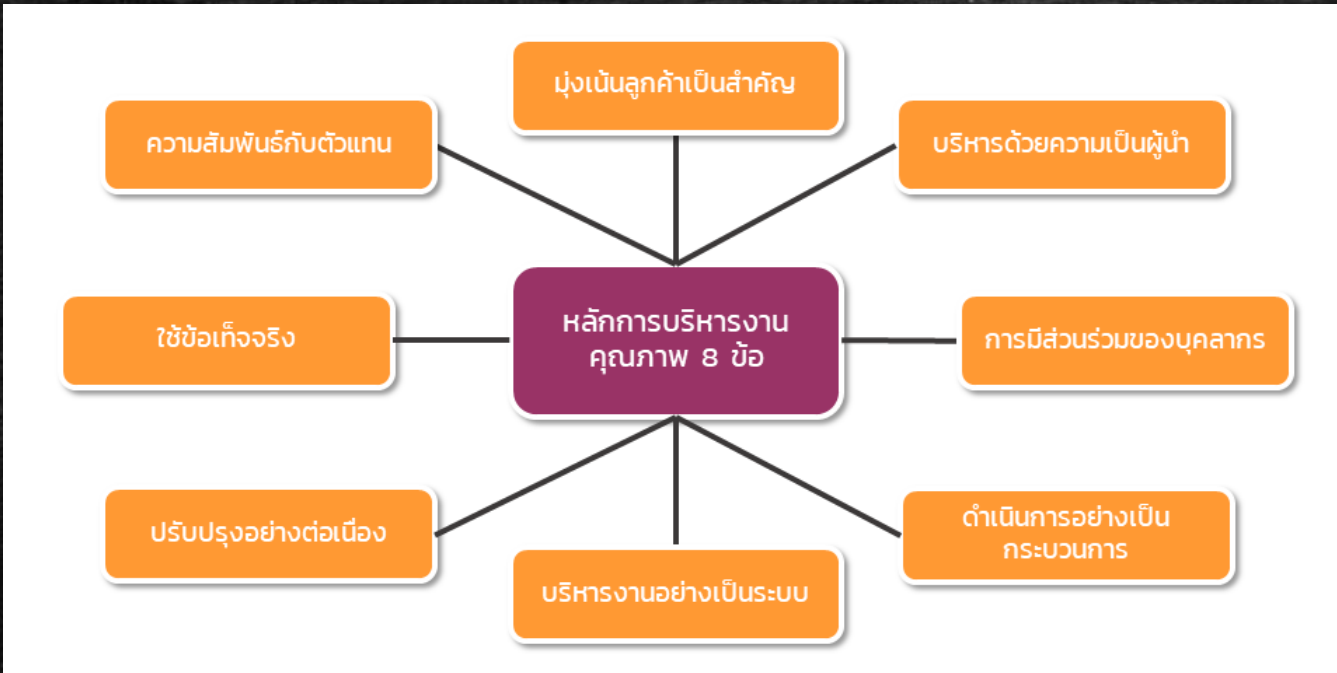 มุ่งเน้นลูกค้าเป็นสำคัญ
ความสัมพันธ์กับตัวแทน
บริหารด้วยความเป็นผู้นำ
หลักการบริหารงาน
คุณภาพ 8 ข้อ
ใช้ข้อเท็จจริง
การมีส่วนร่วมของบุคลากร
ปรับปรุงอย่างต่อเนื่อง
ดำเนินการอย่างเป็น
กระบวนการ
บริหารงานอย่างเป็นระบบ